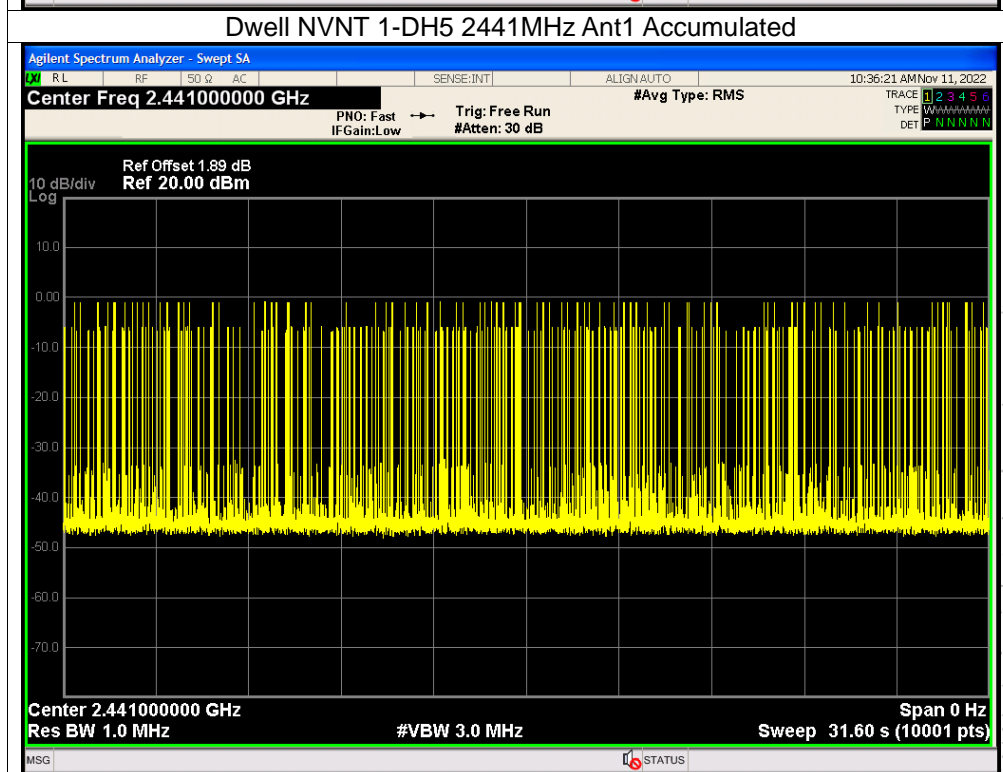 Dwell NVNT 1-DH5 2441MHz Ant1 Accumulated
Agilent Spectrum Analyzer - Swept SA
LXI RL RF 50 Ω AC SENSE:INT ALIGN AUTO 10:36:21 AM Nov 11, 2022
Center Freq 2.441000000 GHz #Avg Type: RMS TRACE 1 2 3 4 5 6
PNO: Fast Trig: Free Run TYPE WWWWWW
IFGain:Low #Atten: 30 dB DET P N N N N N
Ref Offset 1.89 dB
10 dB/div Ref 20.00 dBm
Log
10.0
0.00
-10.0
-20.0
-30.0
-40.0
-50.0
-60.0
-70.0
Center 2.441000000 GHz Span 0 Hz
Res BW 1.0 MHz #VBW 3.0 MHz Sweep 31.60 s (10001 pts)
MSG STATUS